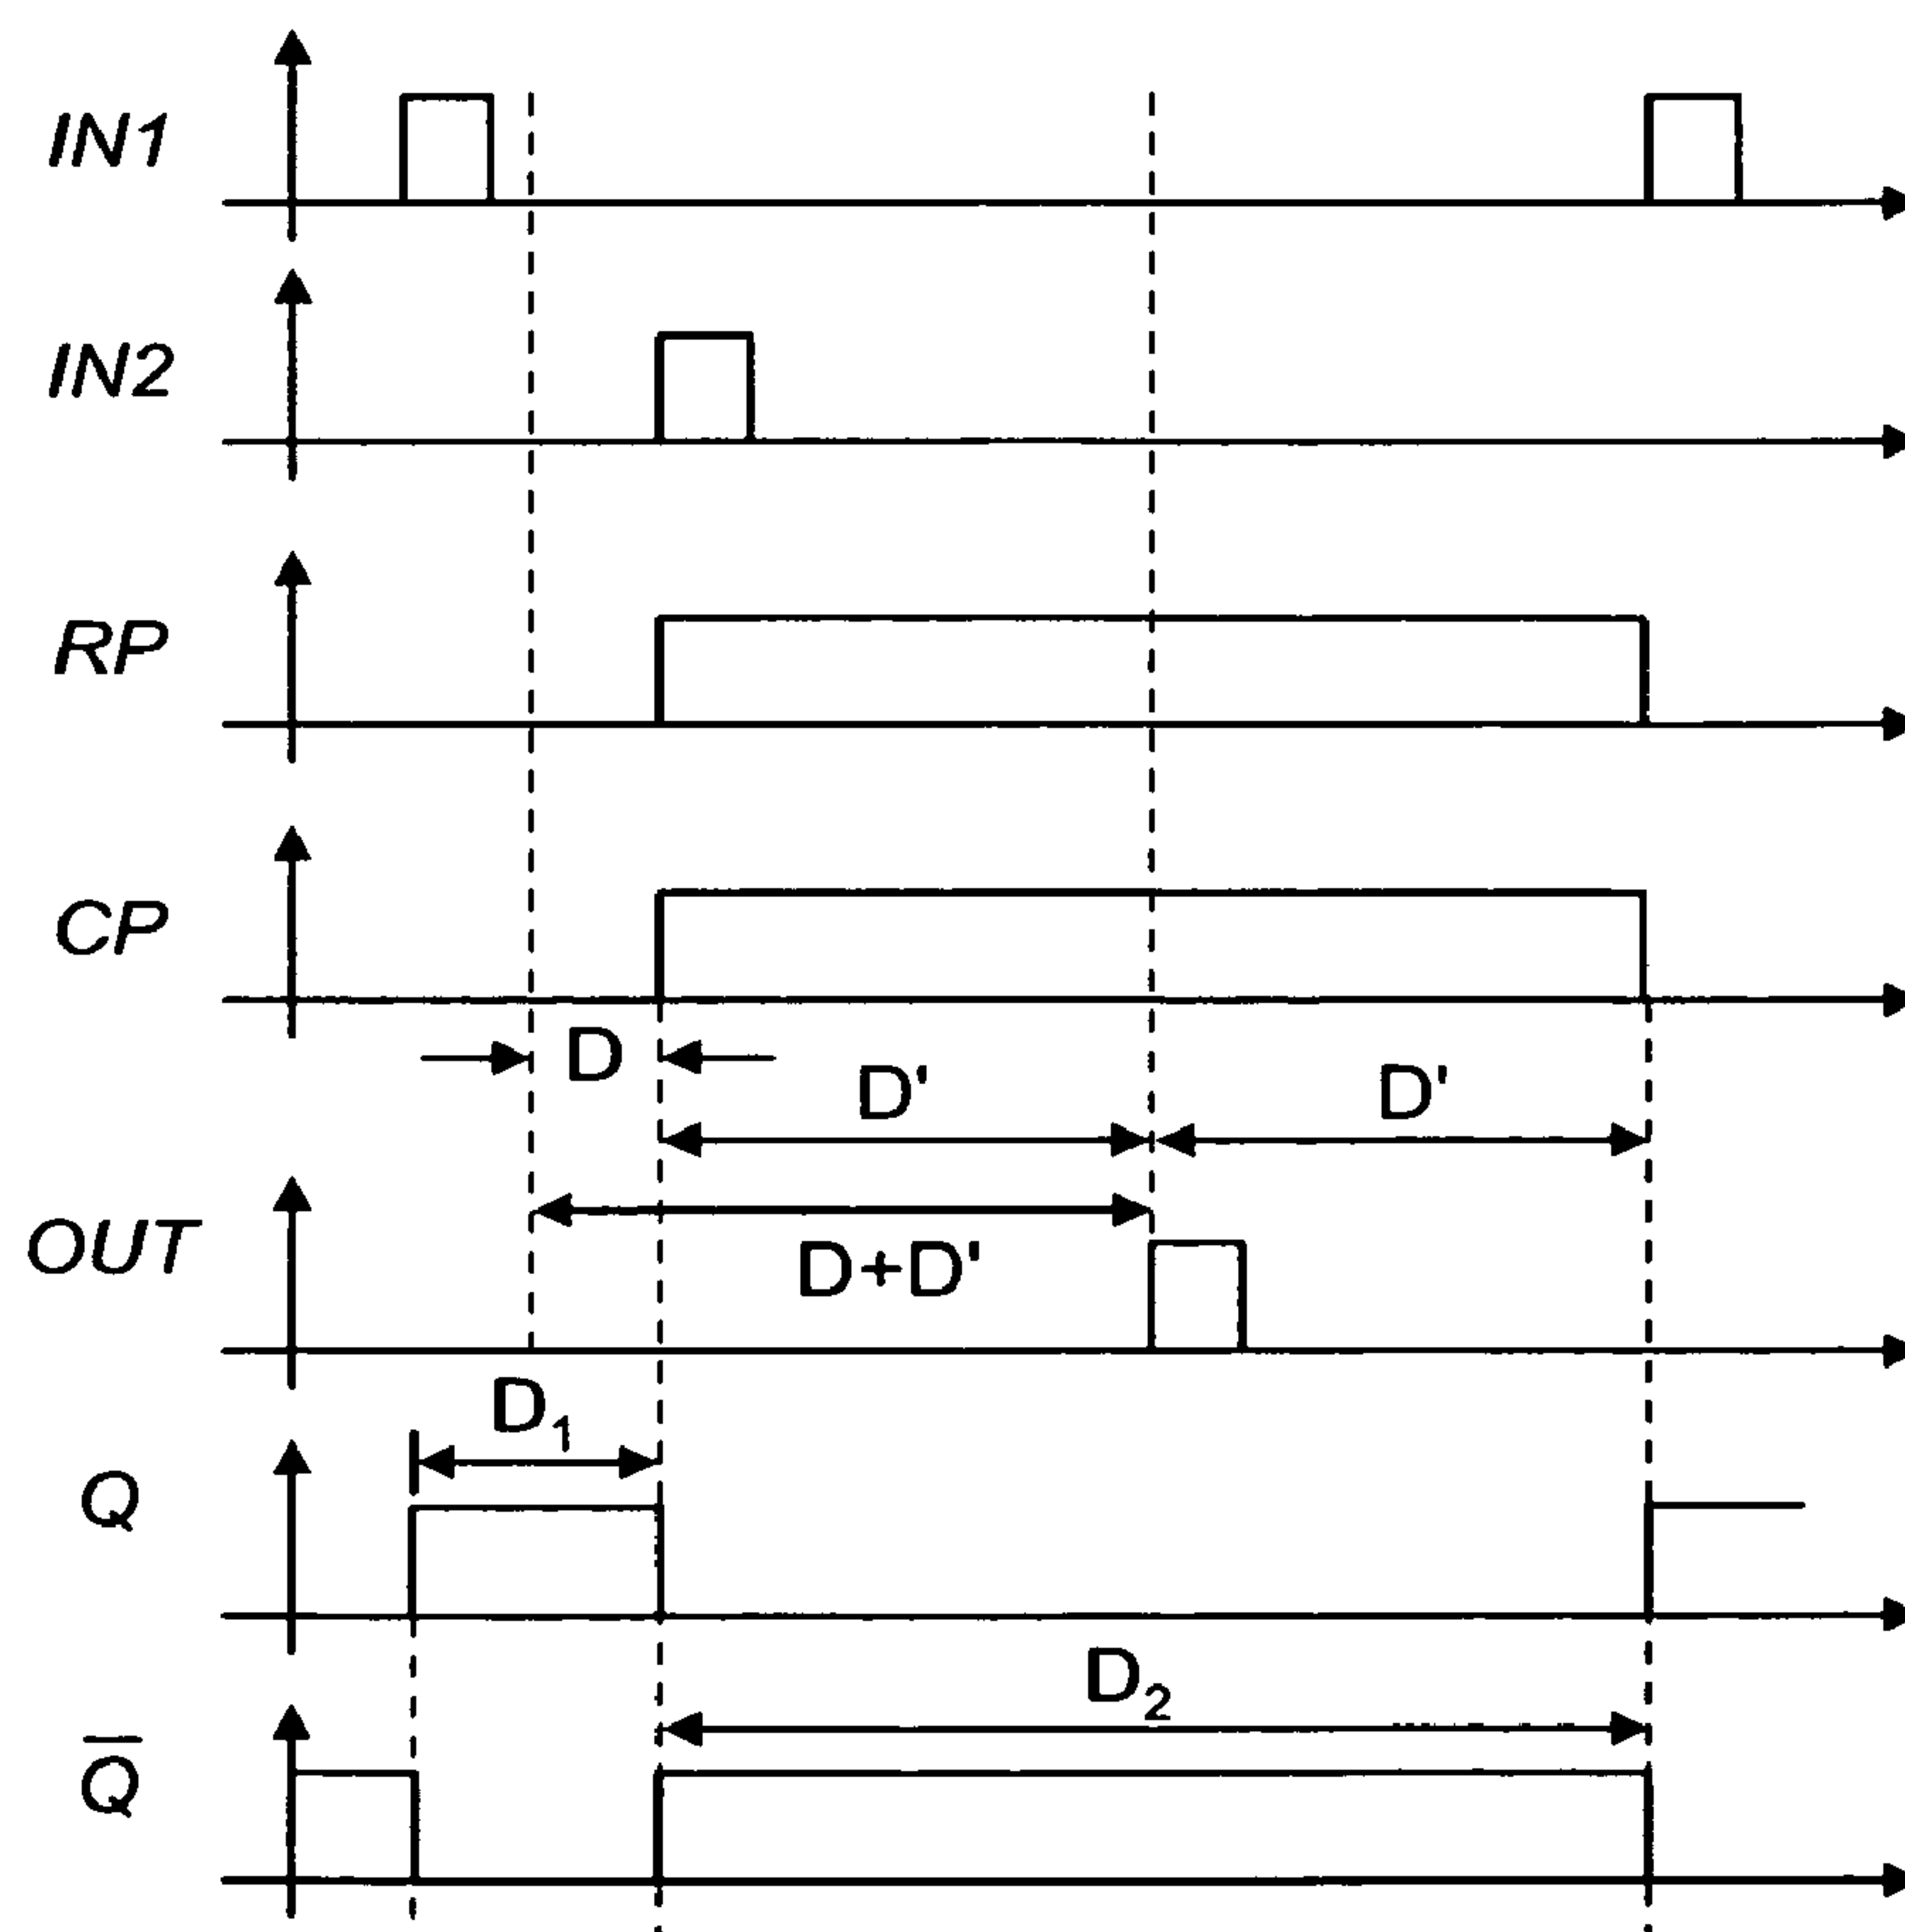 IN1
IN2
RP
CP
D
D'
D'
OUT
D+D'
D₁
Q
D₂
Q̅